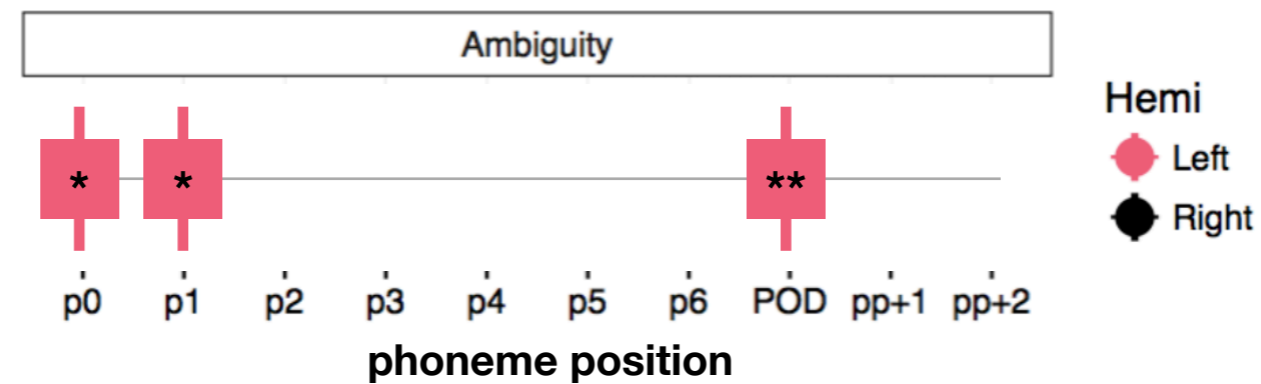 Ambiguity
Hemi
Left
Right
* * **
p0 p1 p2 p3 p4 p5 p6 POD pp+1 pp+2
phoneme position